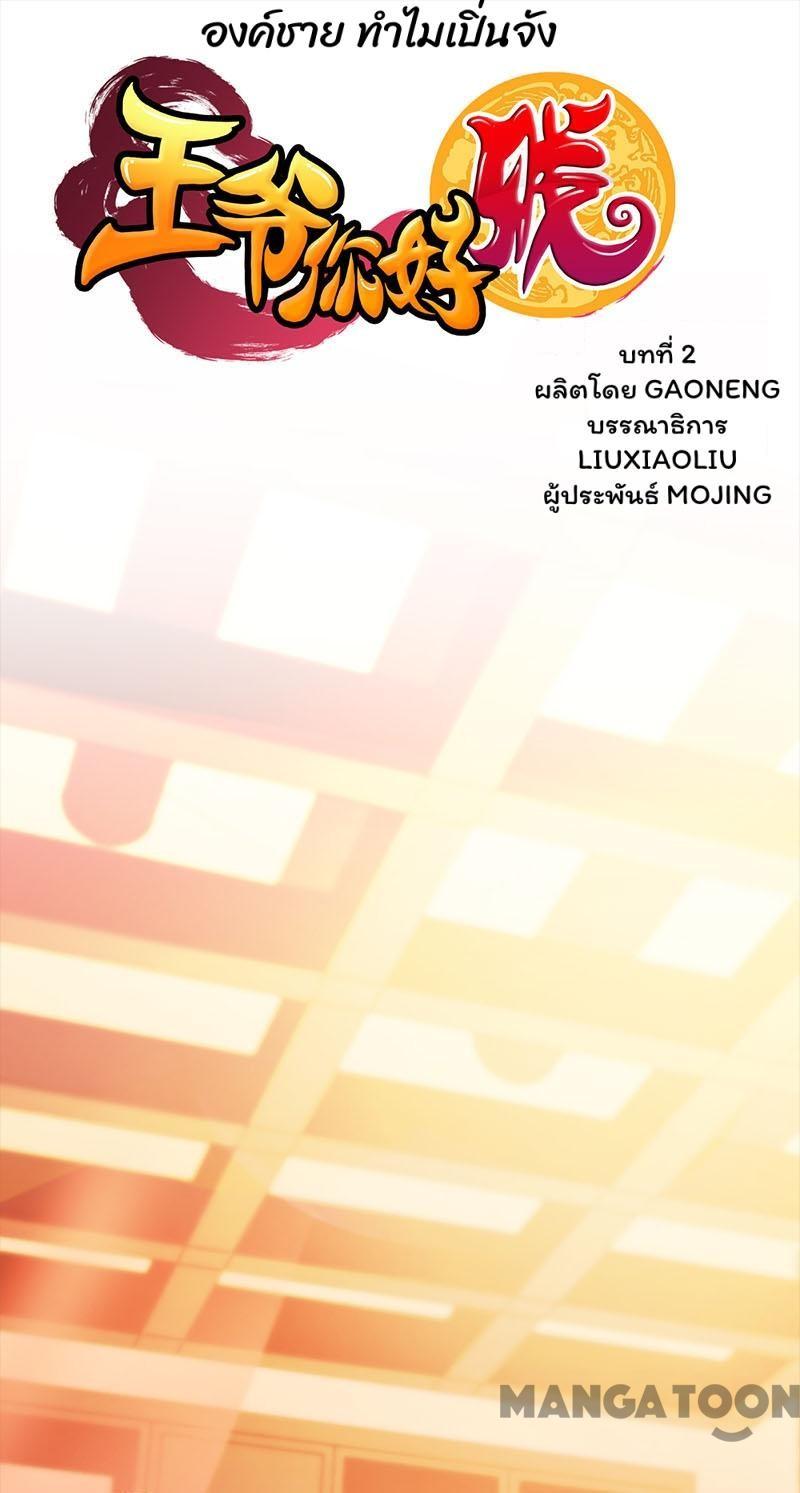 องค์ชาย ทำไมเปิ่นจัง
王爷你好
บทที่ 2
ผลิตโดย GAONENG
บรรณาธิการ
LIUXIAOLIU
ผู้ประพันธ์ MOJING
MANGATOON